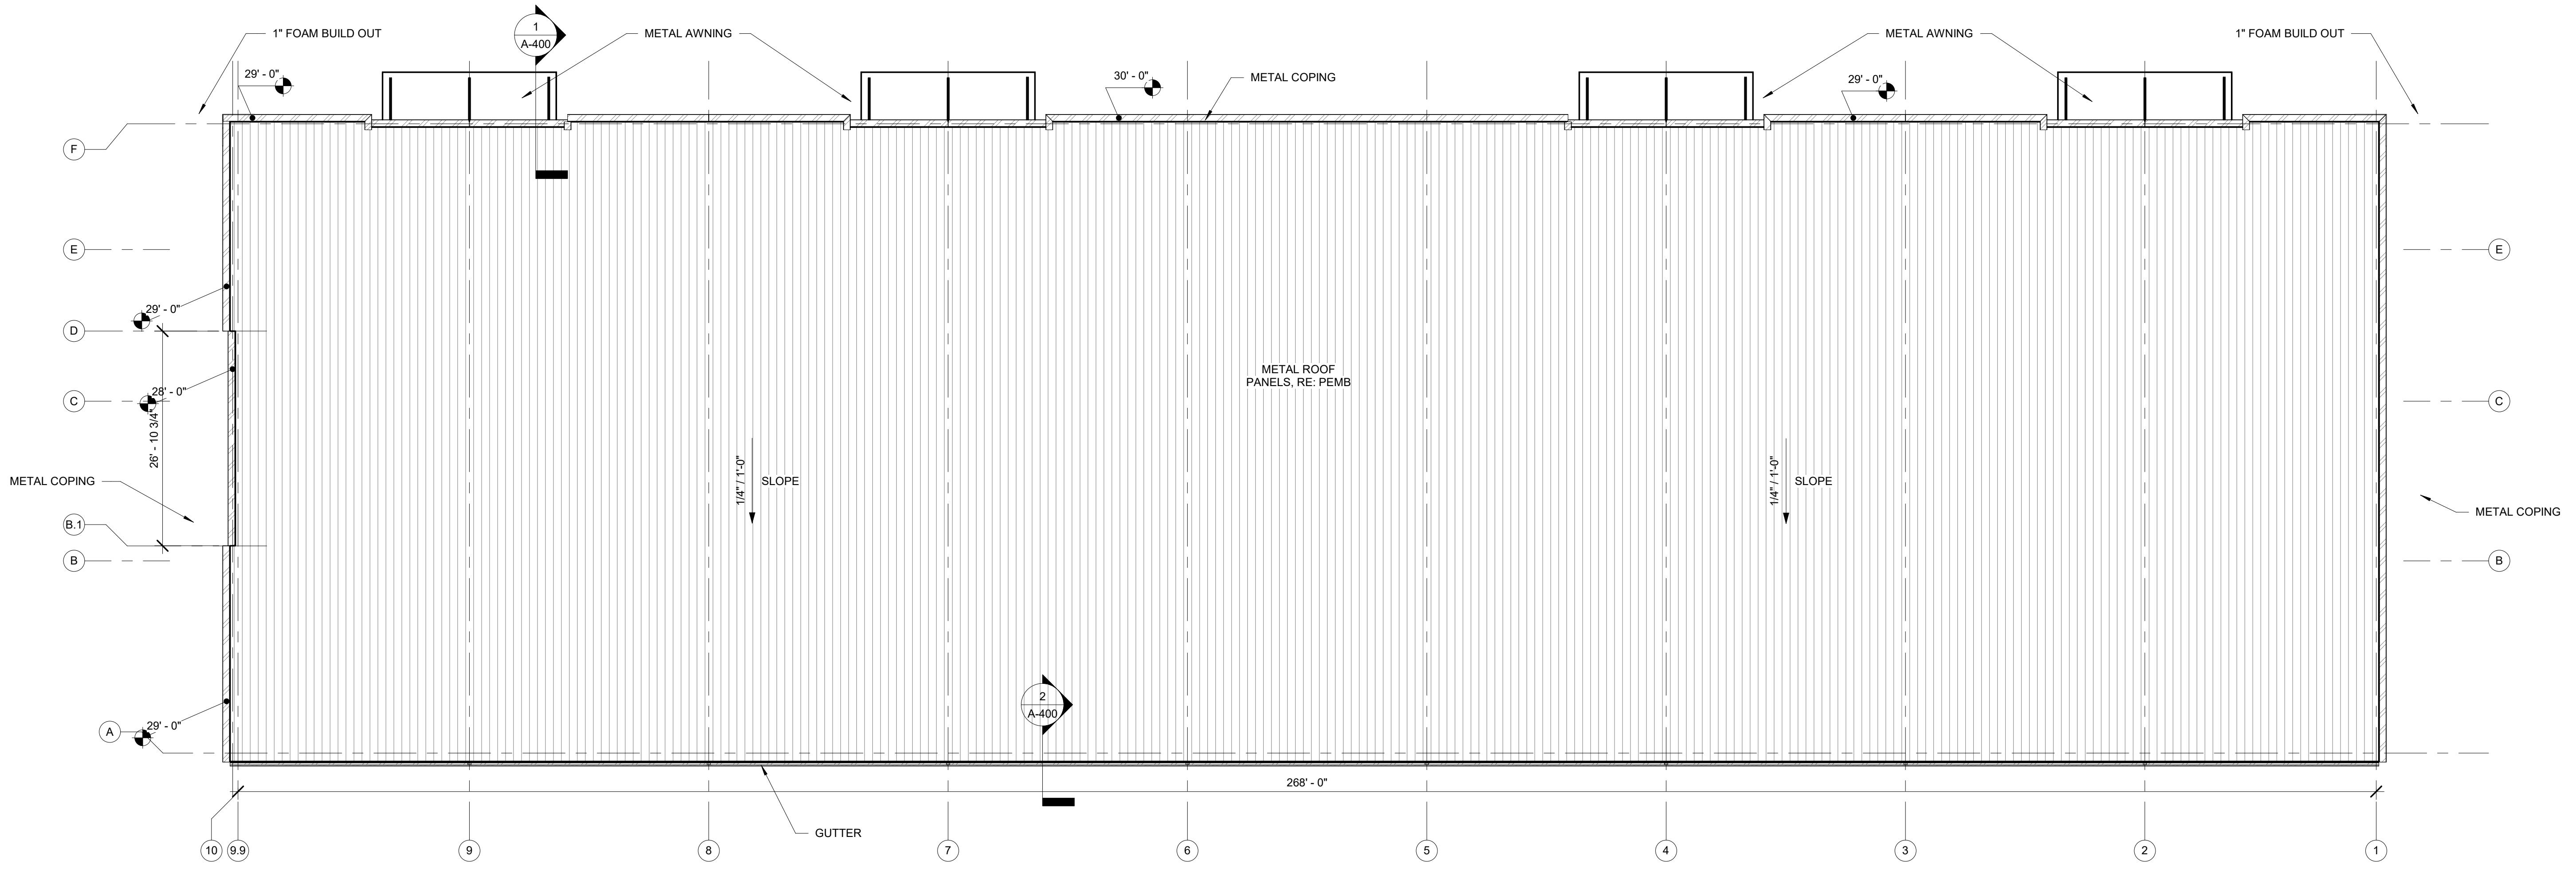 1" FOAM BUILD OUT
1
A-400
METAL AWNING
METAL AWNING
1" FOAM BUILD OUT
29' - 0"
30' - 0"
METAL COPING
29' - 0"
F
E
E
29' - 0"
D
METAL ROOF
PANELS, RE: PEMB
28' - 0"
C
C
26' - 10 3/4"
1/4" / 1'-0"
SLOPE
1/4" / 1'-0"
SLOPE
METAL COPING
METAL COPING
B.1
B
B
2
A-400
29' - 0"
A
268' - 0"
GUTTER
10
9.9
9
8
7
6
5
4
3
2
1